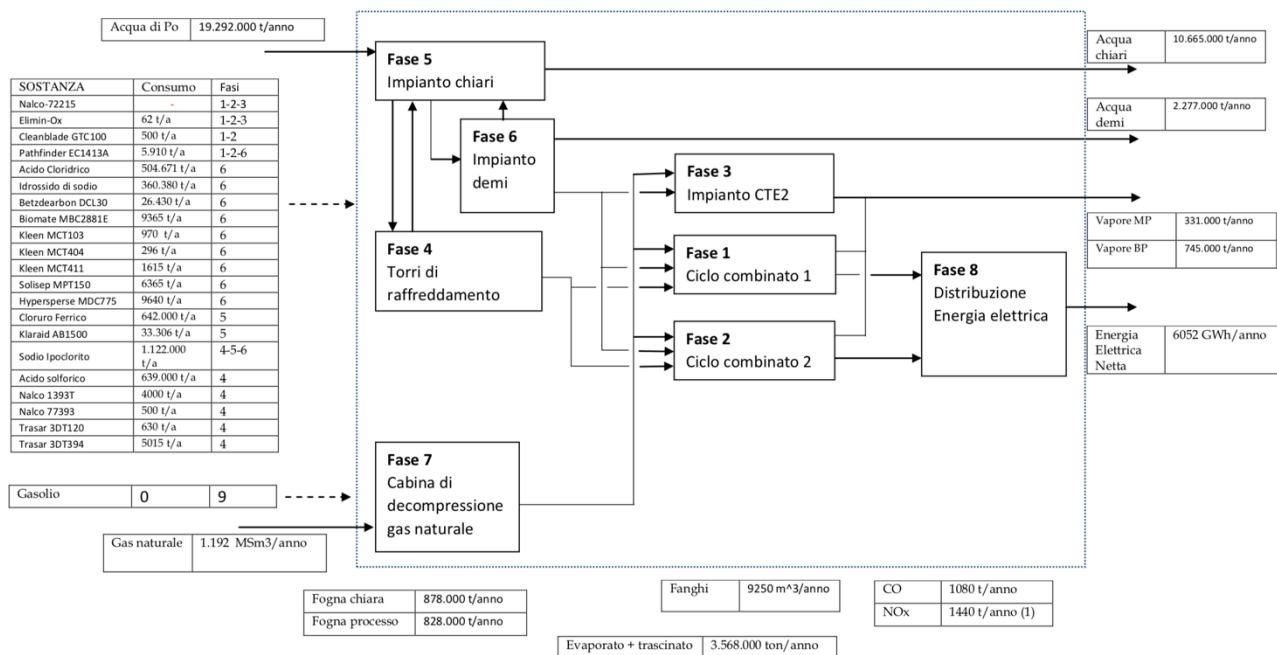 Acqua di Po 19.292.000 t/anno
SOSTANZA Consumo Fasi
Nalco-72215 - 1-2-3
Elimin-Ox 62 t/a 1-2-3
Cleanblade GTC100 500 t/a 1-2
Pathfinder EC1413A 5.910 t/a 1-2-6
Acido Cloridrico 504.671 t/a 6
Idrossido di sodio 360.380 t/a 6
Betzdearbon DCL30 26.430 t/a 6
Biomate MBC2881E 9365 t/a 6
Kleen MCT103 970 t/a 6
Kleen MCT404 296 t/a 6
Kleen MCT411 1615 t/a 6
Solisep MPT150 6365 t/a 6
Hypersperse MDC775 9640 t/a 6
Cloruro Ferrico 642.000 t/a 5
Klaraid AB1500 33.306 t/a 5
Sodio Ipoclorito 1.122.000 4-5-6
t/a
Acido solforico 639.000 t/a 4
Nalco 1393T 4000 t/a 4
Nalco 77393 500 t/a 4
Trasar 3DT120 630 t/a 4
Trasar 3DT394 5015 t/a 4
Gasolio 0 9
Gas naturale 1.192 MSm3/anno
Fase 5
Impianto chiari
Fase 6
Impianto
demi
Fase 4
Torri di
raffreddamento
Fase 3
Impianto CTE2
Fase 1
Ciclo combinato 1
Fase 2
Ciclo combinato 2
Fase 8
Distribuzione
Energia elettrica
Fase 7
Cabina di
decompressione
gas naturale
Acqua 10.665.000 t/anno
chiari
Acqua 2.277.000 t/anno
demi
Vapore MP 331.000 t/anno
Vapore BP 745.000 t/anno
Energia 6052 GWh/anno
Elettrica
Netta
Fogna chiara 878.000 t/anno
Fogna processo 828.000 t/anno
Fanghi 9250 m^3/anno
CO 1080 t/anno
NOx 1440 t/anno (1)
Evaporato + trascinato 3.568.000 ton/anno